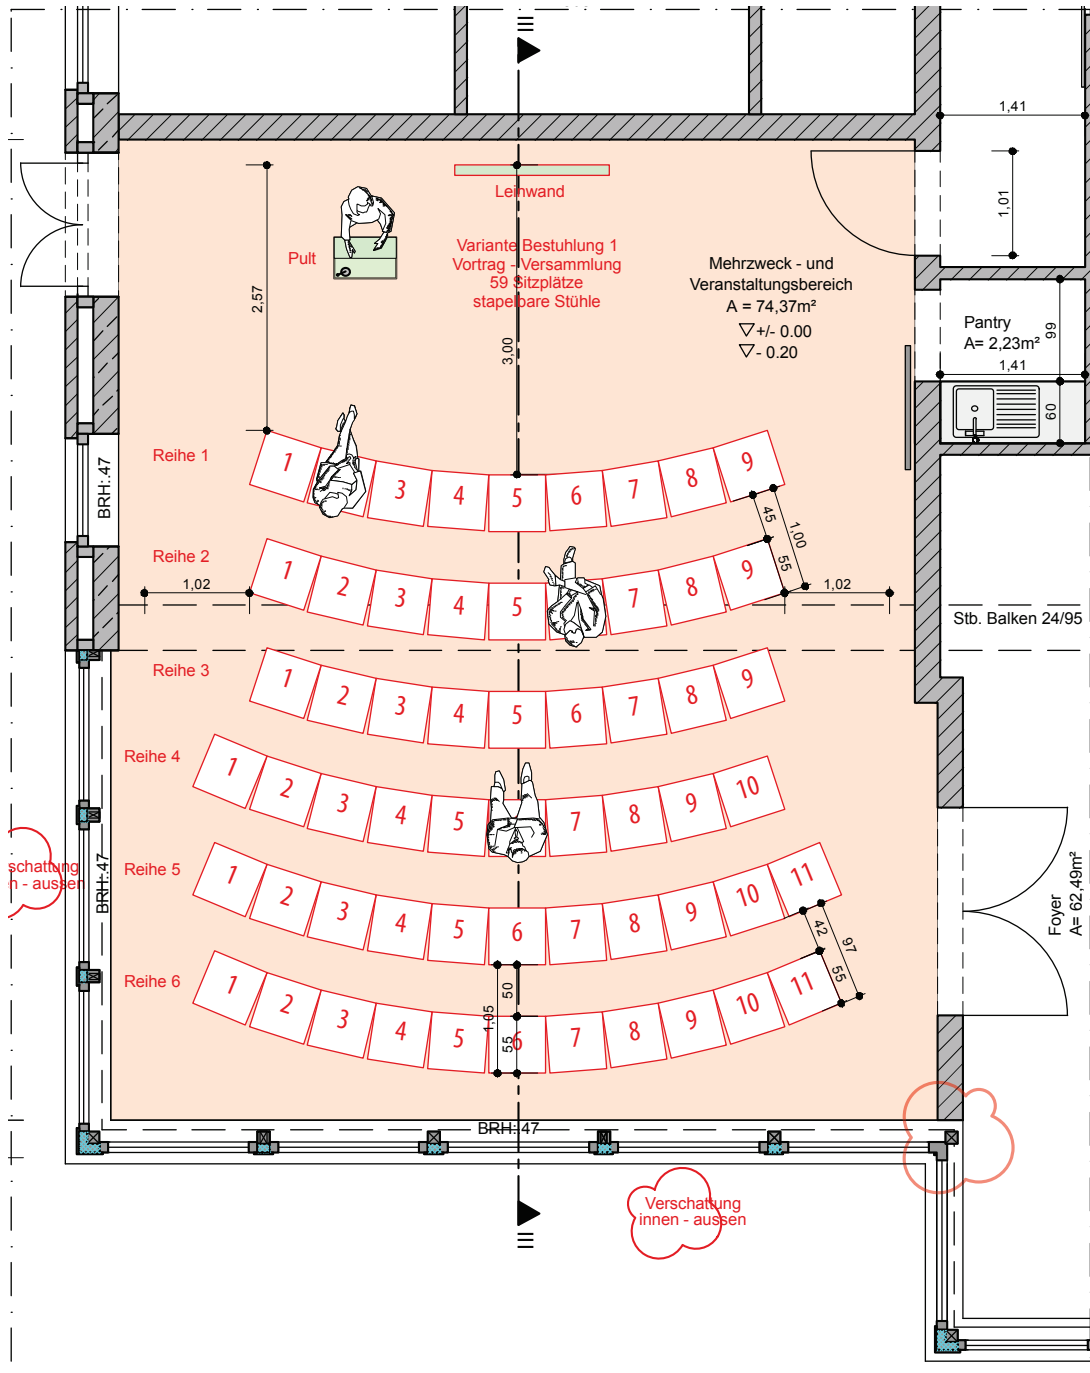 III
1,41
1,01
Leinwand
Pult
Variante Bestuhlung 1
Vortrag - Versammlung
59 Sitzplätze
stapelbare Stühle
2,57
3,00
Mehrzweck - und
Veranstaltungsbereich
A = 74,37m²
+/- 0.00
- 0.20
Pantry
A= 2,23m²
99
1,41
60
BRH:.47
Reihe 1
1 3 4 5 6 7 8 9
45
55
1,00
Reihe 2
1 2 3 4 5 7 8 9
1,02
1,02
Stb. Balken 24/95
Reihe 3
1 2 3 4 5 6 7 8 9
Reihe 4
1 2 3 4 5 7 8 9 10
schattung
n - aussen
BRH:.47
Reihe 5
1 2 3 4 5 6 7 8 9 10 11
42
55
97
Foyer
A= 62,49m²
Reihe 6
1 2 3 4 5 6 7 8 9 10 11
50
1,05
55
BRH:.47
Verschattung
innen - aussen
III